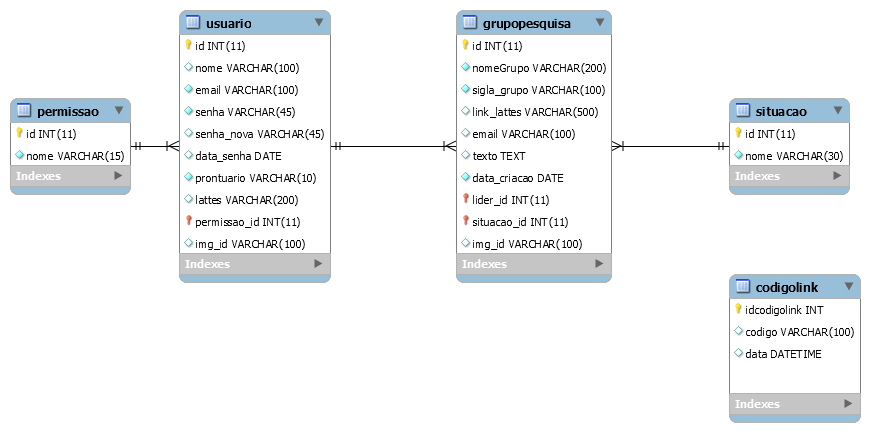 permissao
id INT(11)
nome VARCHAR(15)
Indexes
usuario
id INT(11)
nome VARCHAR(100)
email VARCHAR(100)
senha VARCHAR(45)
senha_nova VARCHAR(45)
data_senha DATE
prontuario VARCHAR(10)
lattes VARCHAR(200)
permissao_id INT(11)
img_id VARCHAR(100)
Indexes
grupopesquisa
id INT(11)
nomeGrupo VARCHAR(200)
sigla_grupo VARCHAR(100)
link_lattes VARCHAR(500)
email VARCHAR(100)
texto TEXT
data_criacao DATE
lider_id INT(11)
situacao_id INT(11)
img_id VARCHAR(100)
Indexes
situacao
id INT(11)
nome VARCHAR(30)
Indexes
codigolink
idcodigolink INT
codigo VARCHAR(100)
data DATETIME
Indexes